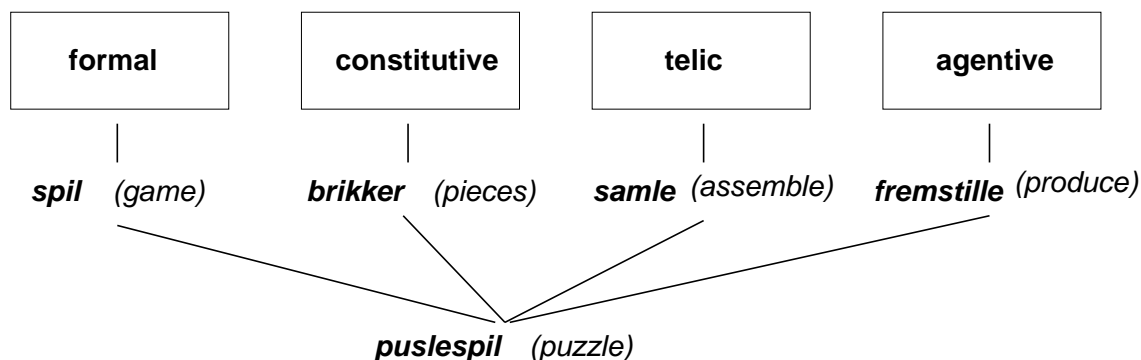 formal constitutive telic agentive
spil (game) brikker (pieces) samle (assemble) fremstille (produce)
puslespil (puzzle)